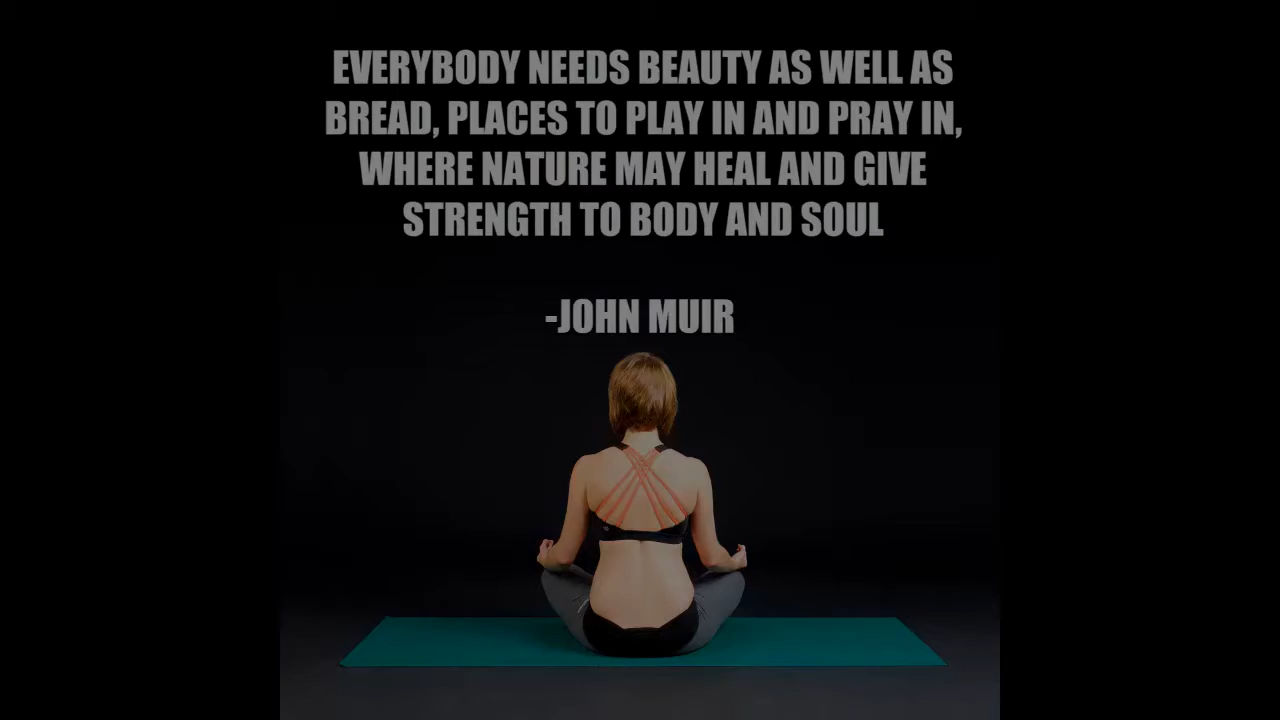 EVERYBODY NEEDS BEAUTY AS WELL AS
BREAD, PLACES TO PLAY IN AND PRAY IN,
WHERE NATURE MAY HEAL AND GIVE
STRENGTH TO BODY AND SOUL
-JOHN MUIR